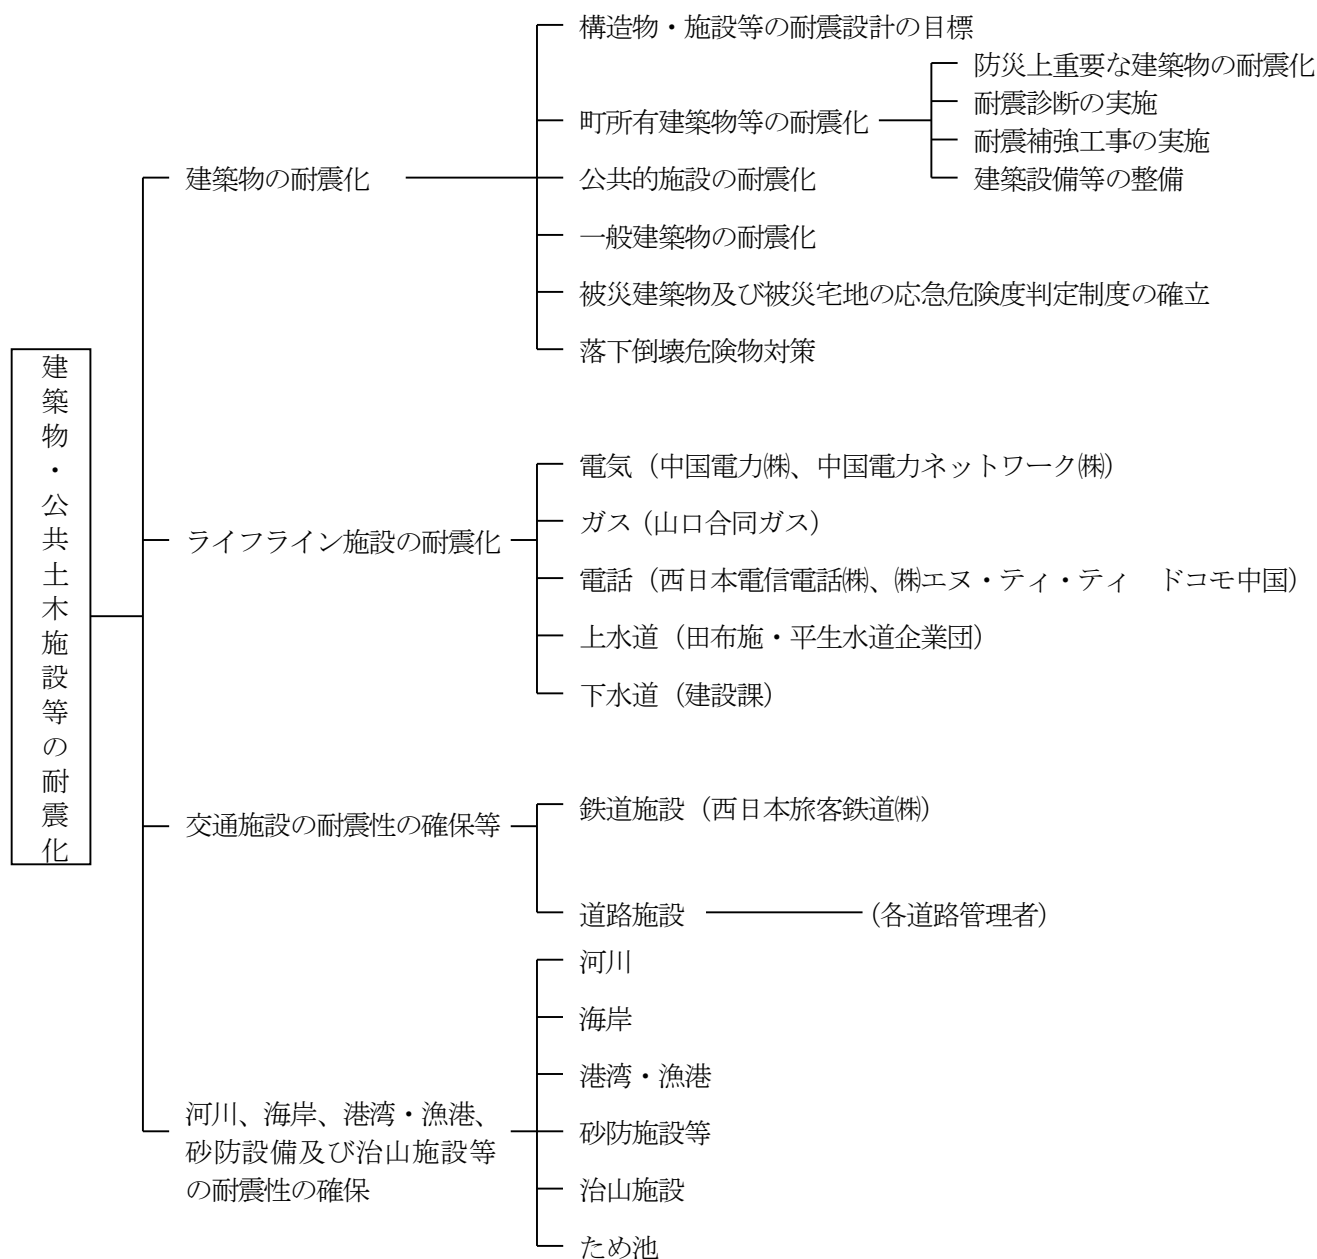 建築物・公共土木施設等の耐震化
建築物の耐震化
構造物・施設等の耐震設計の目標
町所有建築物等の耐震化
防災上重要な建築物の耐震化
耐震診断の実施
耐震補強工事の実施
建築設備等の整備
公共的施設の耐震化
一般建築物の耐震化
被災建築物及び被災宅地の応急危険度判定制度の確立
落下倒壊危険物対策
ライフライン施設の耐震化
電気（中国電力㈱、中国電力ネットワーク㈱）
ガス（山口合同ガス）
電話（西日本電信電話㈱、㈱エヌ・ティ・ティ　ドコモ中国）
上水道（田布施・平生水道企業団）
下水道（建設課）
交通施設の耐震性の確保等
鉄道施設（西日本旅客鉄道㈱）
道路施設
（各道路管理者）
河川、海岸、港湾・漁港、
砂防設備及び治山施設等
の耐震性の確保
河川
海岸
港湾・漁港
砂防施設等
治山施設
ため池